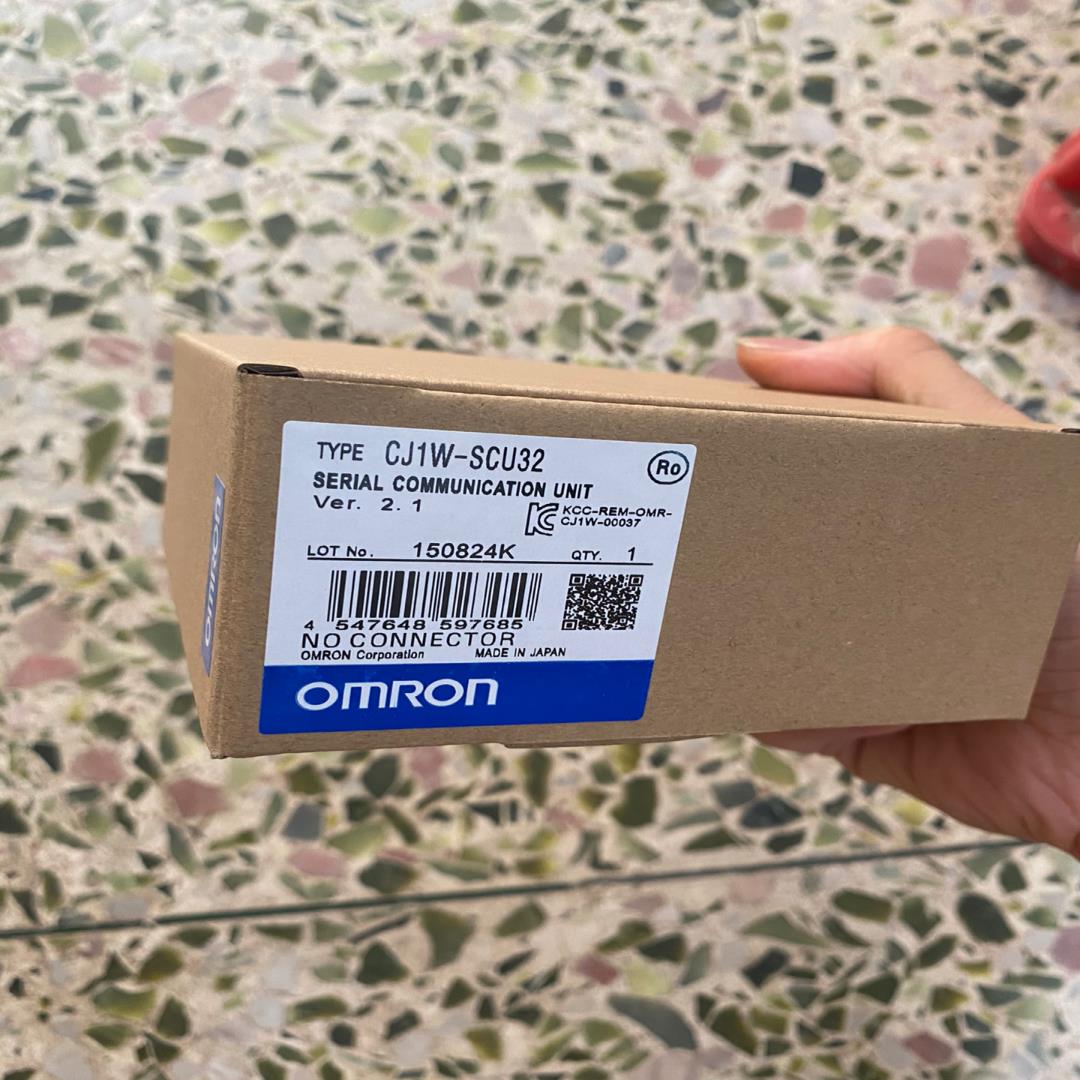 TYPE CJ1W-SCU32
Ro
SERIAL COMMUNICATION UNIT
Ver. 2. 1
KC KCC-REM-OMR-
CJ1W-00037
LOT No. 150824K QTY. 1
4 547648 597685
NO CONNECTOR
OMRON Corporation MADE IN JAPAN
OMRON
OMRON